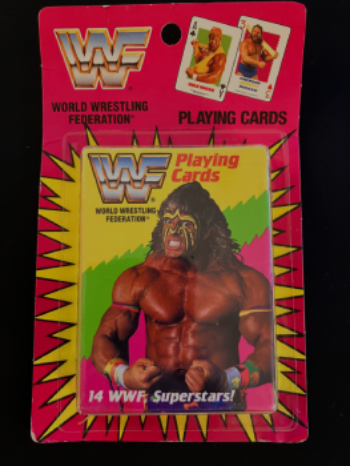 WF
WORLD WRESTLING
FEDERATION
PLAYING CARDS
WF
Playing
Cards
WORLD WRESTLING
FEDERATION
14 WWF Superstars!